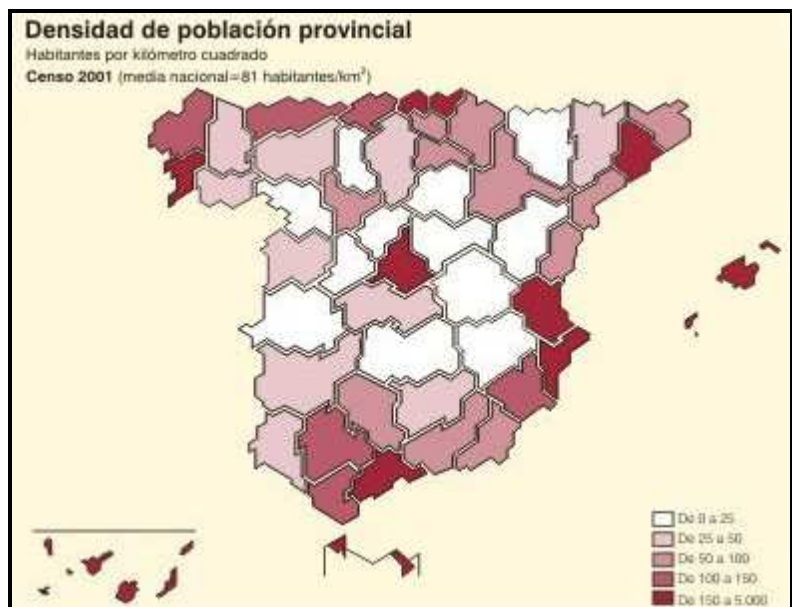 Densidad de población provincial
Habitantes por kilómetro cuadrado
Censo 2001 (media nacional=81 habitantes/km²)
De 0 a 25
De 25 a 50
De 50 a 100
De 100 a 150
De 150 a 5.000